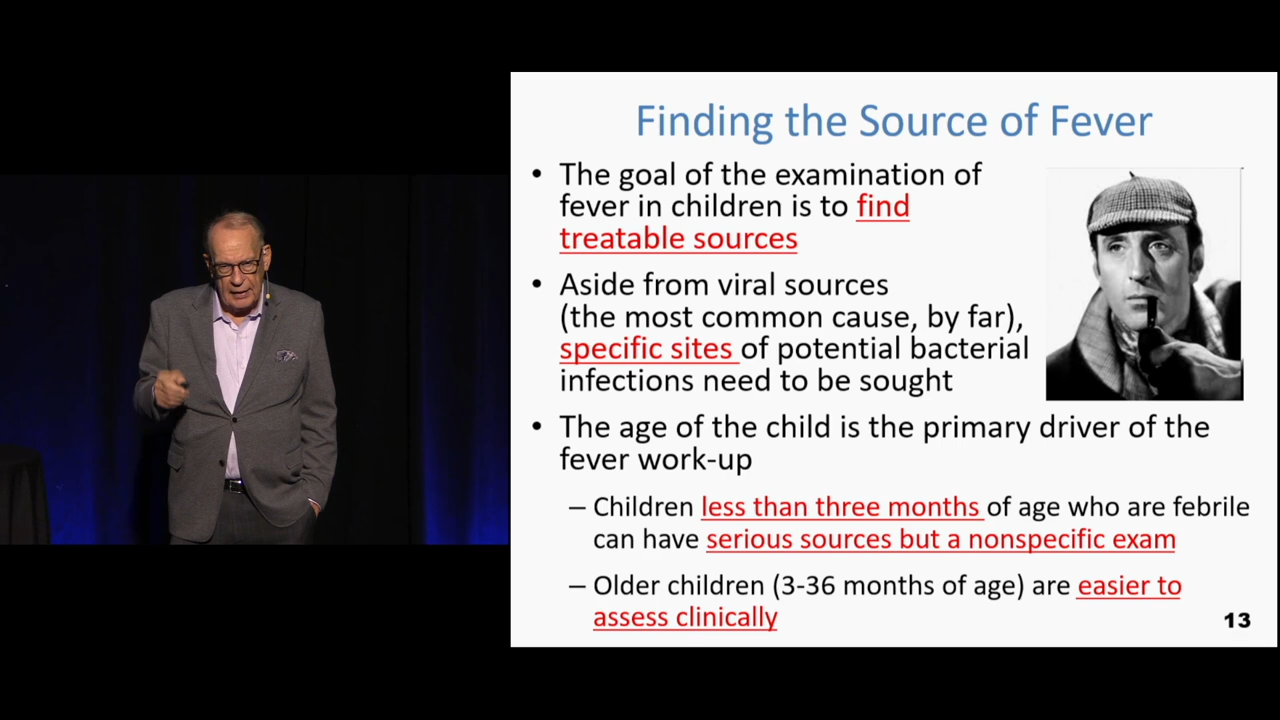 Finding the Source of Fever
• The goal of the examination of
fever in children is to find
treatable sources
• Aside from viral sources
(the most common cause, by far),
specific sites of potential bacterial
infections need to be sought
• The age of the child is the primary driver of the
fever work-up
– Children less than three months of age who are febrile
can have serious sources but a nonspecific exam
– Older children (3-36 months of age) are easier to
assess clinically
13